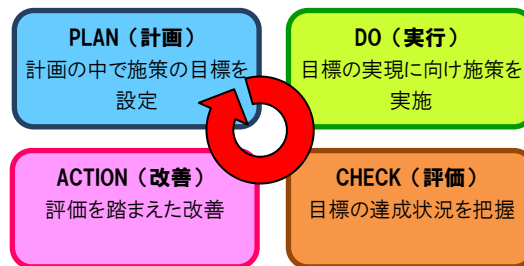 PLAN（計画）
計画の中で施策の目標を
設定
DO（実行）
目標の実現に向け施策を
実施
ACTION（改善）
評価を踏まえた改善
CHECK（評価）
目標の達成状況を把握